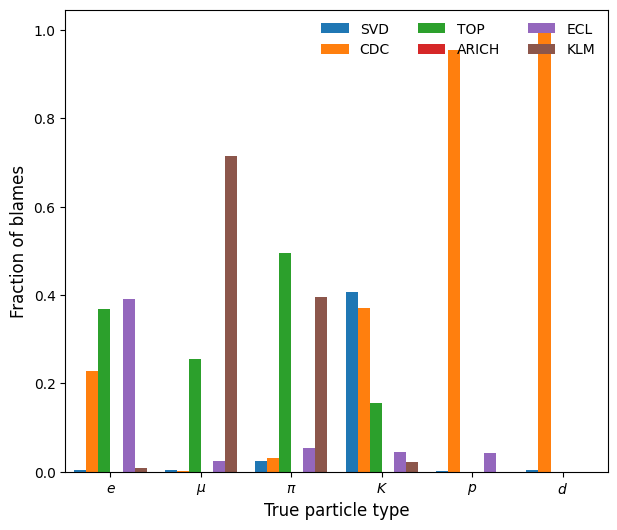 SVD TOP ECL
CDC ARICH KLM
1.0
0.8
0.6
0.4
0.2
0.0
Fraction of blames
e μ π K p d
True particle type